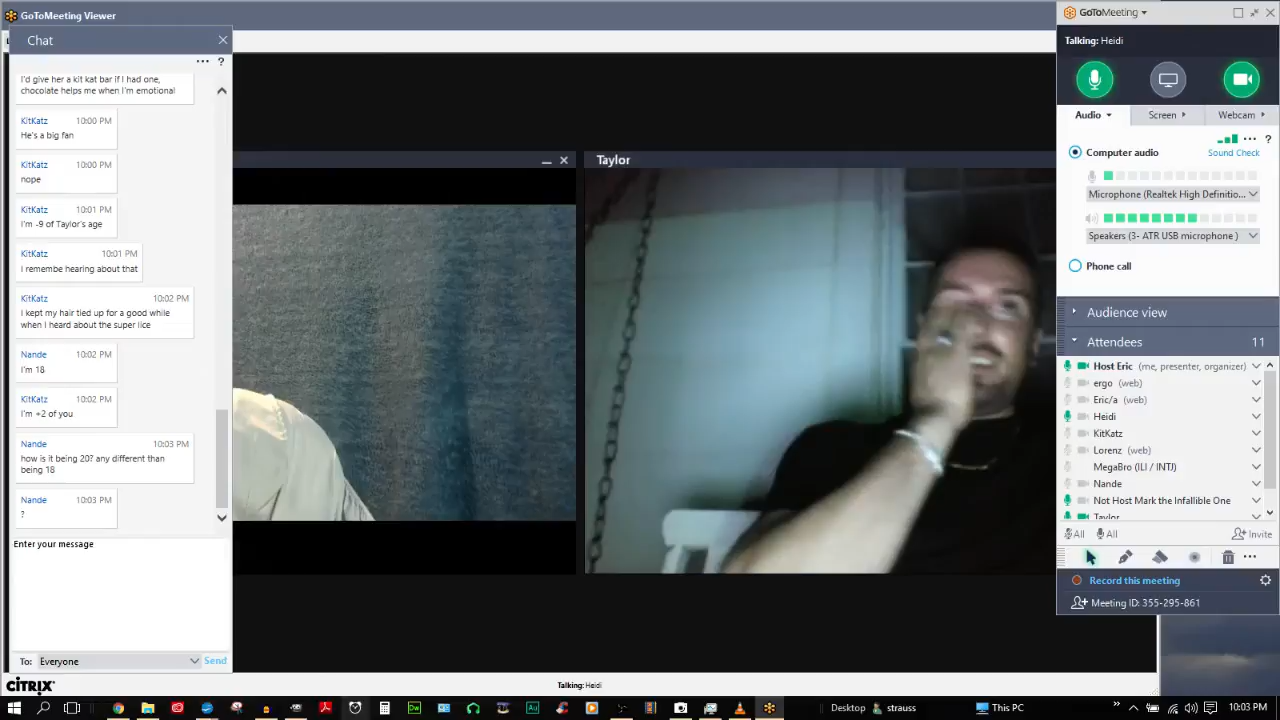 GoToMeeting Viewer
Chat
?
I'd give her a kit kat bar if I had one,
chocolate helps me when I'm emotional
KitKatz 10:00 PM
He's a big fan
KitKatz 10:00 PM
nope
KitKatz 10:01 PM
I'm -9 of Taylor's age
KitKatz 10:01 PM
I remembe hearing about that
KitKatz 10:02 PM
I kept my hair tied up for a good while
when I heard about the super lice
Nande 10:02 PM
I'm 18
KitKatz 10:02 PM
I'm +2 of you
Nande 10:03 PM
how is it being 20? any different than
being 18
Nande 10:03 PM
?
Enter your message
To: Everyone Send
CITRIX
Taylor
Talking: Heidi
GoToMeeting
Talking: Heidi
Audio Screen Webcam
?
Computer audio Sound Check
Microphone (Realtek High Definitio...
Speakers (3- ATR USB microphone )
Phone call
Audience view
Attendees 11
Host Eric (me, presenter, organizer)
ergo (web)
Eric/a (web)
Heidi
KitKatz
Lorenz (web)
MegaBro (ILI / INTJ)
Nande
Not Host Mark the Infallible One
Taylor
All All Invite
Record this meeting
Meeting ID: 355-295-861
Dw Au Desktop strauss This PC 10:03 PM